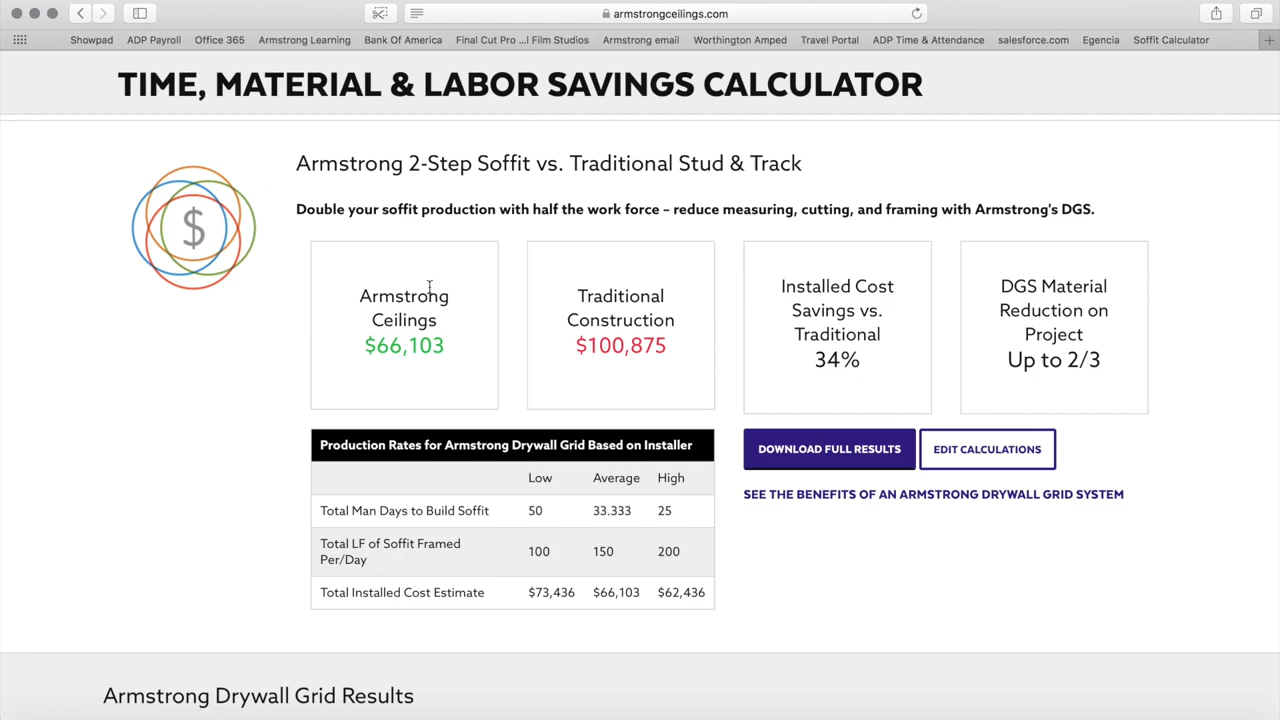 armstrongceilings.com
Showpad ADP Payroll Office 365 Armstrong Learning Bank Of America Final Cut Pro ...l Film Studios Armstrong email Worthington Amped Travel Portal ADP Time & Attendance salesforce.com Egencia Soffit Calculator
TIME, MATERIAL & LABOR SAVINGS CALCULATOR
Armstrong 2-Step Soffit vs. Traditional Stud & Track
Double your soffit production with half the work force – reduce measuring, cutting, and framing with Armstrong's DGS.
$
Armstrong
Ceilings
$66,103
Traditional
Construction
$100,875
Installed Cost
Savings vs.
Traditional
34%
DGS Material
Reduction on
Project
Up to 2/3
Production Rates for Armstrong Drywall Grid Based on Installer
Low Average High
Total Man Days to Build Soffit 50 33.333 25
Total LF of Soffit Framed
Per/Day 100 150 200
Total Installed Cost Estimate $73,436 $66,103 $62,436
DOWNLOAD FULL RESULTS EDIT CALCULATIONS
SEE THE BENEFITS OF AN ARMSTRONG DRYWALL GRID SYSTEM
Armstrong Drywall Grid Results